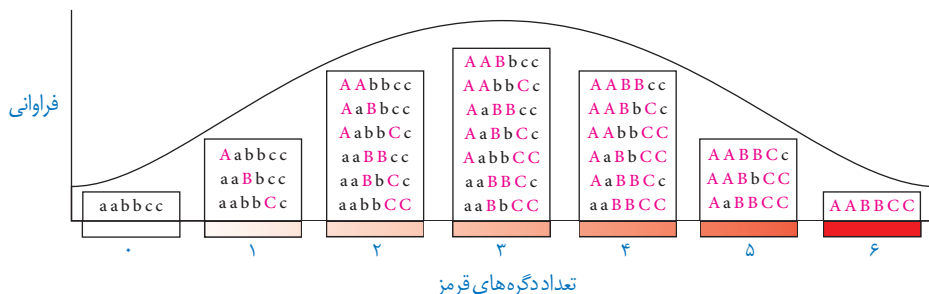 فراوانی
aabbcc
Aabbcc
aaBbcc
aabbCc
AAbbcc
AaBbcc
AabbCc
aaBBcc
aaBbCc
aabbCC
AABbcc
AAbbCc
AaBBcc
AaBbCc
AabbCC
aaBBCc
aaBbCC
AABBcc
AABbCc
AAbbCC
AaBbCC
AaBBCc
aaBBCC
AABBCc
AABbCC
AaBBCC
AABBCC
۰ ۱ ۲ ۳ ۴ ۵ ۶
تعداد دگره‌های قرمز